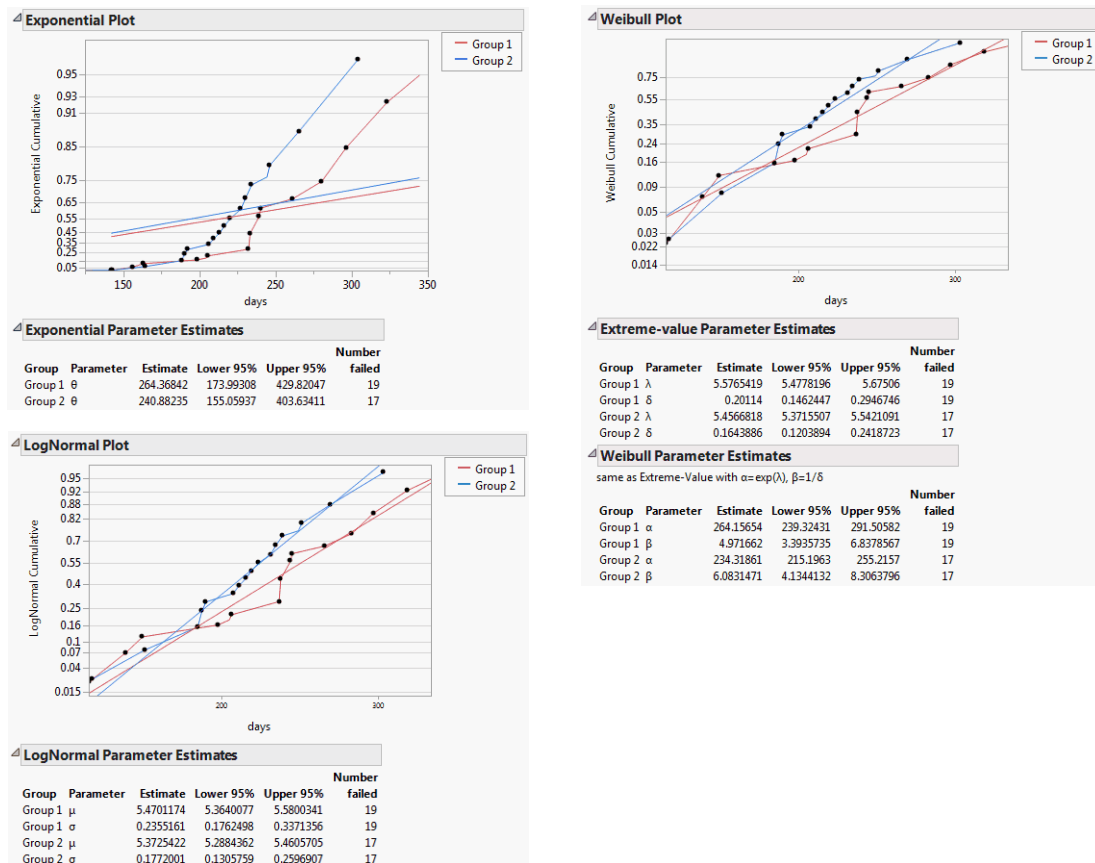 Exponential Plot
Exponential Cumulative
0.95
0.93
0.91
0.85
0.75
0.65
0.55
0.45
0.35
0.25
0.05
150 200 250 300 350
days
Group 1
Group 2
Exponential Parameter Estimates
Number
Group Parameter Estimate Lower 95% Upper 95% failed
Group 1 θ 264.36842 173.99308 429.82047 19
Group 2 θ 240.88235 155.05937 403.63411 17
LogNormal Plot
LogNormal Cumulative
0.95
0.92
0.88
0.82
0.7
0.55
0.4
0.25
0.16
0.1
0.07
0.04
0.015
200 300
days
Group 1
Group 2
LogNormal Parameter Estimates
Number
Group Parameter Estimate Lower 95% Upper 95% failed
Group 1 μ 5.4701174 5.3640077 5.5800341 19
Group 1 σ 0.2355161 0.1762498 0.3371356 19
Group 2 μ 5.3725422 5.2884362 5.4605705 17
Group 2 σ 0.1772001 0.1305759 0.2596907 17
Weibull Plot
Weibull Cumulative
0.75
0.55
0.35
0.24
0.16
0.09
0.05
0.03
0.022
0.014
200 300
days
Group 1
Group 2
Extreme-value Parameter Estimates
Number
Group Parameter Estimate Lower 95% Upper 95% failed
Group 1 λ 5.5765419 5.4778196 5.67506 19
Group 1 δ 0.20114 0.1462447 0.2946746 19
Group 2 λ 5.4566818 5.3715507 5.5421091 17
Group 2 δ 0.1643886 0.1203894 0.2418723 17
Weibull Parameter Estimates
same as Extreme-Value with α=exp(λ), β=1/δ
Number
Group Parameter Estimate Lower 95% Upper 95% failed
Group 1 α 264.15654 239.32431 291.50582 19
Group 1 β 4.971662 3.3935735 6.8378567 19
Group 2 α 234.31861 215.1963 255.2157 17
Group 2 β 6.0831471 4.1344132 8.3063796 17